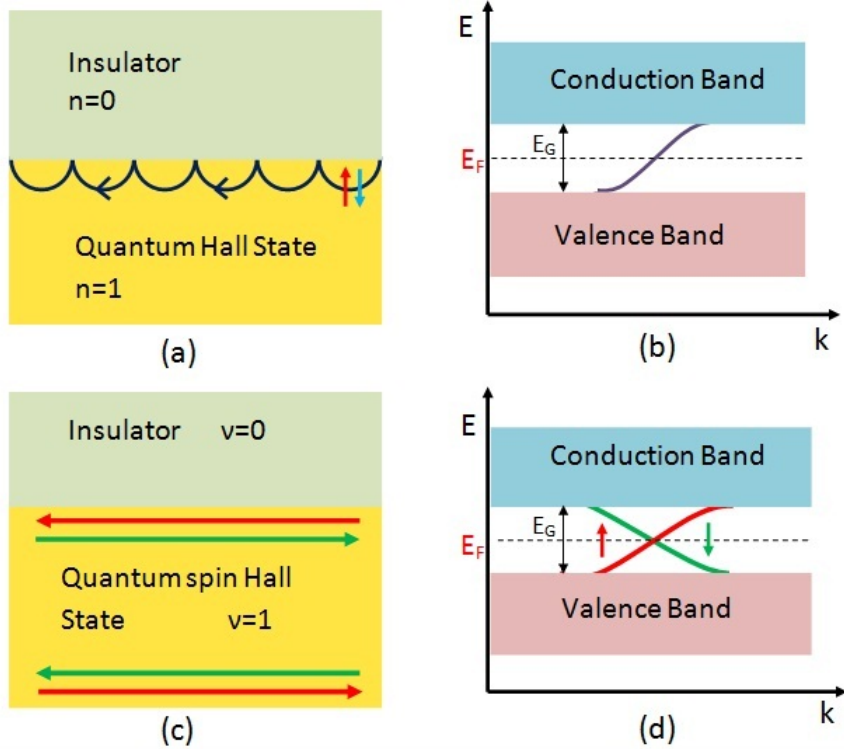 Insulator
n=0
Quantum Hall State
n=1
(a)
E
Conduction Band
E_G
E_F
Valence Band
k
(b)
Insulator ν=0
Quantum spin Hall
State ν=1
(c)
E
Conduction Band
E_G
E_F
Valence Band
k
(d)